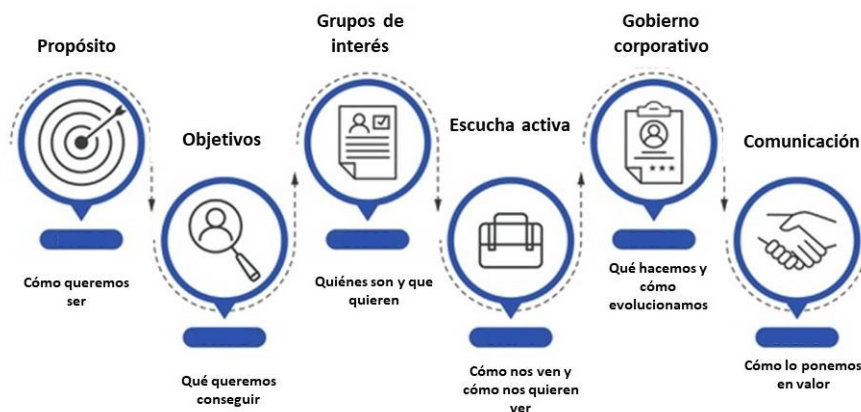 Propósito
Cómo queremos
ser
Objetivos
Qué queremos
conseguir
Grupos de
interés
Quiénes son y que
quieren
Escucha activa
Cómo nos ven y
cómo nos quieren
ver
Gobierno
corporativo
Qué hacemos y
cómo
evolucionamos
Comunicación
Cómo lo ponemos
en valor